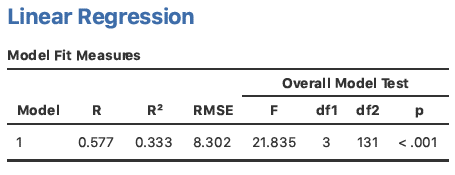 Linear Regression
Model Fit Measures
Overall Model Test
Model R R² RMSE F df1 df2 p
1 0.577 0.333 8.302 21.835 3 131 < .001